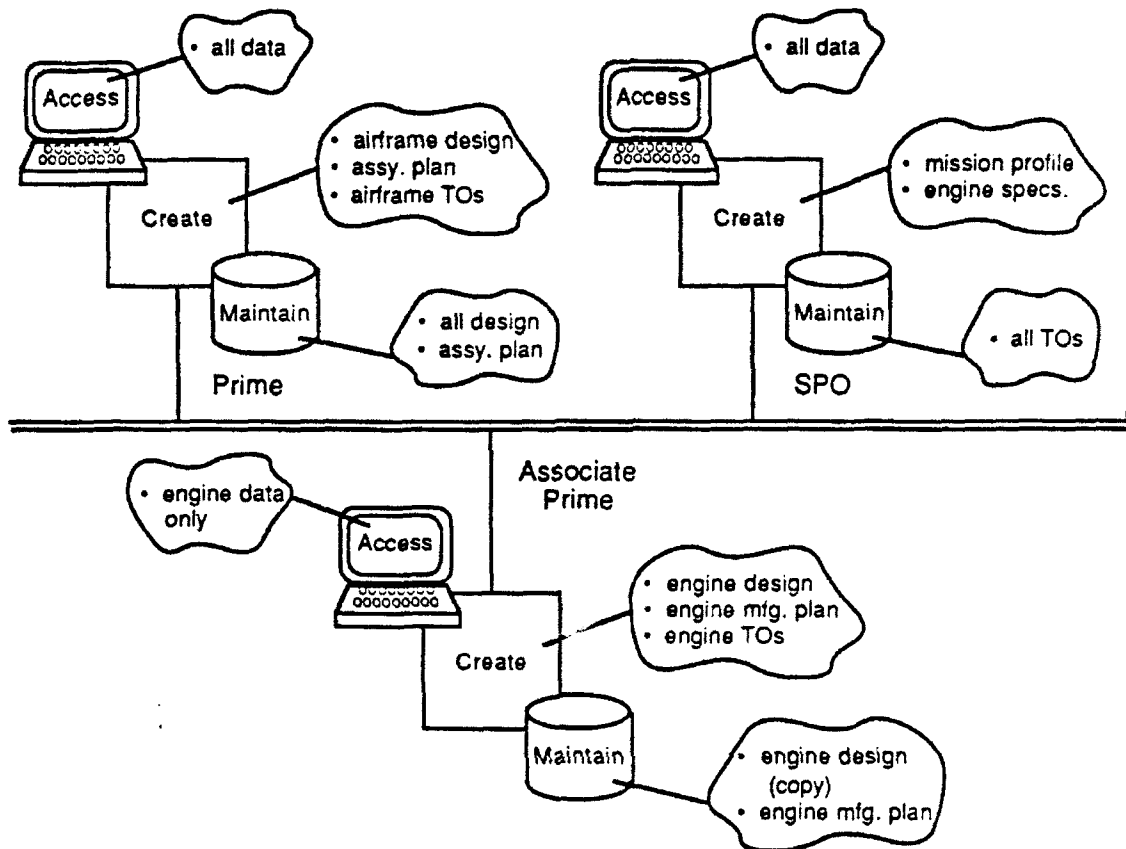 • all data
Access
• airframe design
• assy. plan
• airframe TOs
Create
Maintain
• all design
• assy. plan
Prime
• all data
Access
• mission profile
• engine specs.
Create
Maintain
• all TOs
SPO
Associate
Prime
• engine data
only
Access
• engine design
• engine mfg. plan
• engine TOs
Create
Maintain
• engine design
(copy)
• engine mfg. plan